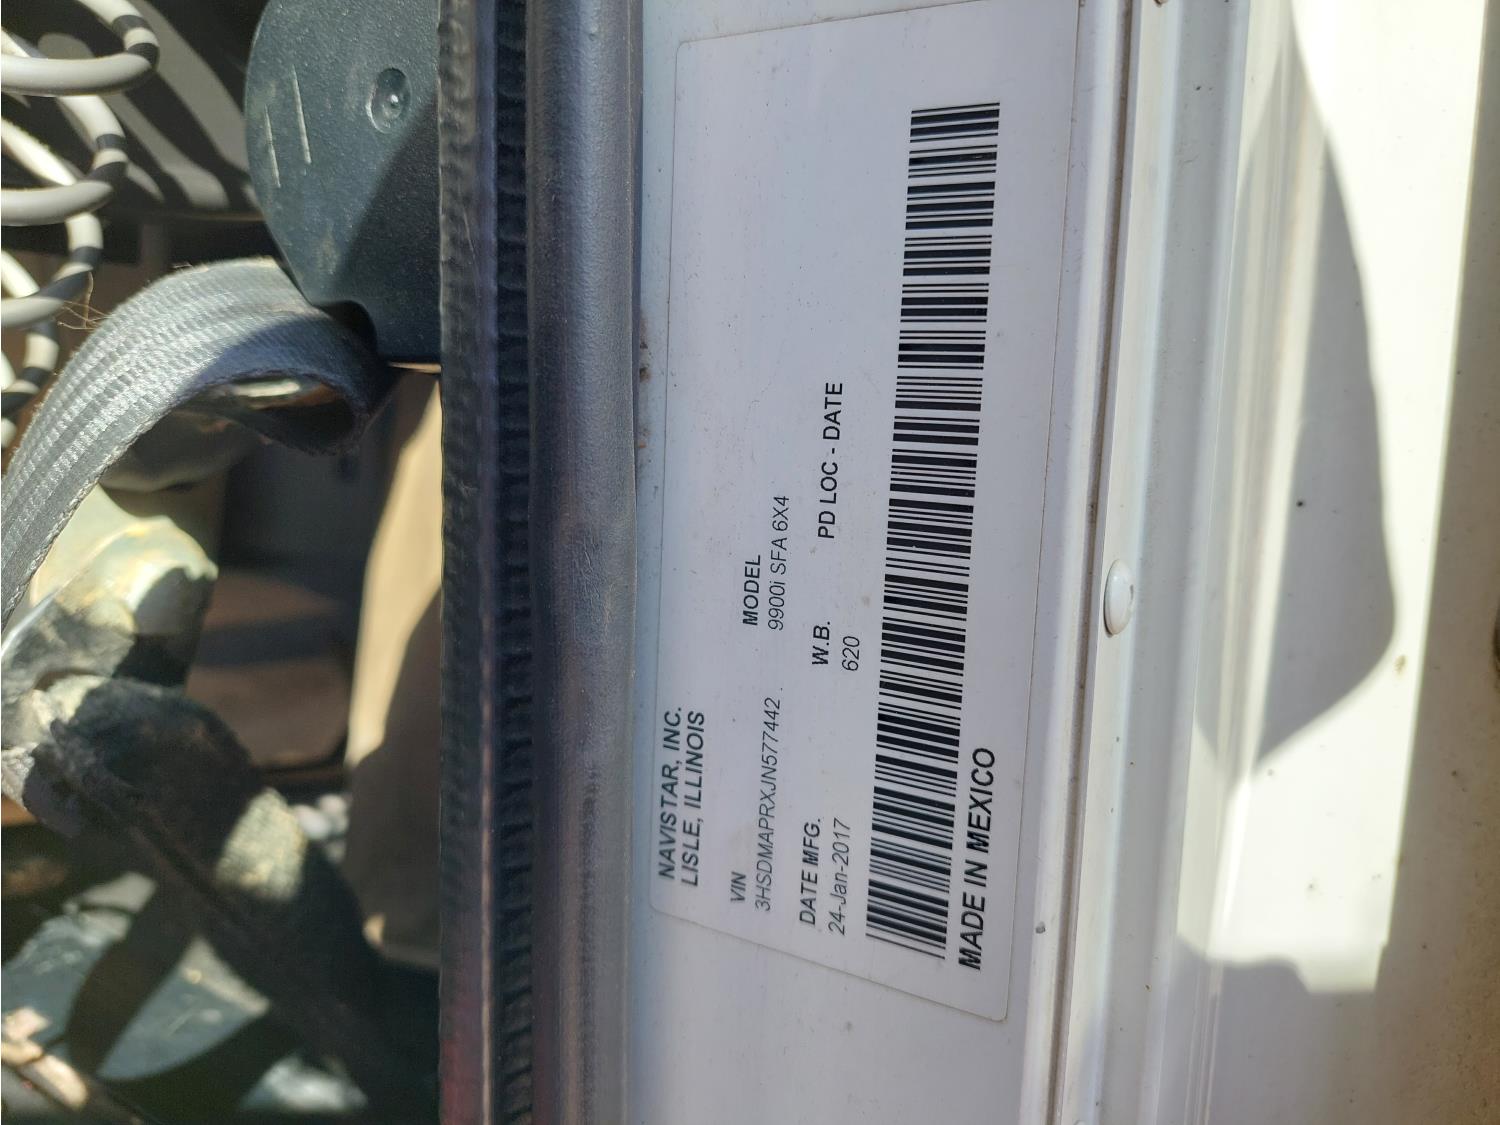 NAVISTAR, INC.
LISLE, ILLINOIS
VIN MODEL
3HSDMAPRXJN577442 9900i SFA 6X4
DATE MFG. W.B. PD LOC - DATE
24-Jan-2017 620
MADE IN MEXICO